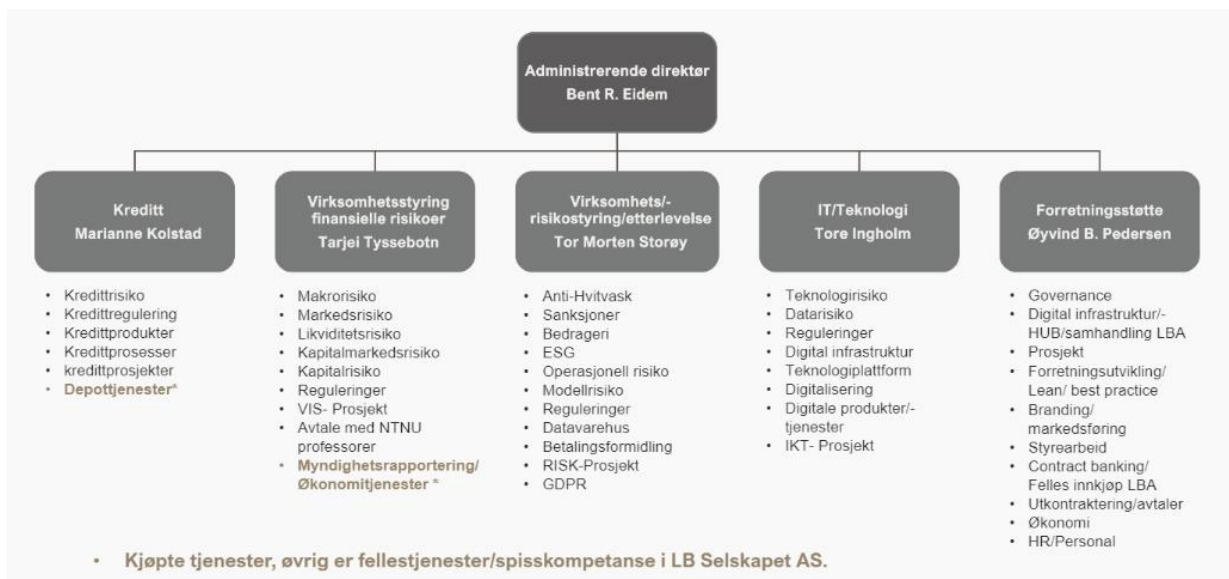 Administrerende direktør
Bent R. Eidem
Kreditt
Marianne Kolstad
Virksomhetsstyring
finansielle risikoer
Tarjei Tyssebotn
Virksomhets/-
risikostyring/etterlevelse
Tor Morten Storøy
IT/Teknologi
Tore Ingholm
Forretningsstøtte
Øyvind B. Pedersen
• Kredittrisiko
• Kredittregulering
• Kredittprodukter
• Kredittprosesser
• kredittprosjekter
• Depottjenester*
• Makrorisiko
• Markedsrisiko
• Likviditetsrisiko
• Kapitalmarkedsrisiko
• Kapitalrisiko
• Reguleringer
• VIS- Prosjekt
• Avtale med NTNU
professorer
• Myndighetsrapportering/
Økonomitjenester *
• Anti-Hvitvask
• Sanksjoner
• Bedrageri
• ESG
• Operasjonell risiko
• Modellrisiko
• Reguleringer
• Datavarehus
• Betalingsformidling
• RISK-Prosjekt
• GDPR
• Teknologirisiko
• Datarisiko
• Reguleringer
• Digital infrastruktur
• Teknologiplattform
• Digitalisering
• Digitale produkter/-
tjenester
• IKT- Prosjekt
• Governance
• Digital infrastruktur/-
HUB/samhandling LBA
• Prosjekt
• Forretningsutvikling/
Lean/ best practice
• Branding/
markedsføring
• Styrearbeid
• Contract banking/
Felles innkjøp LBA
• Utkontraktering/avtaler
• Økonomi
• HR/Personal
• Kjøpte tjenester, øvrig er fellestjenester/spisskompetanse i LB Selskapet AS.